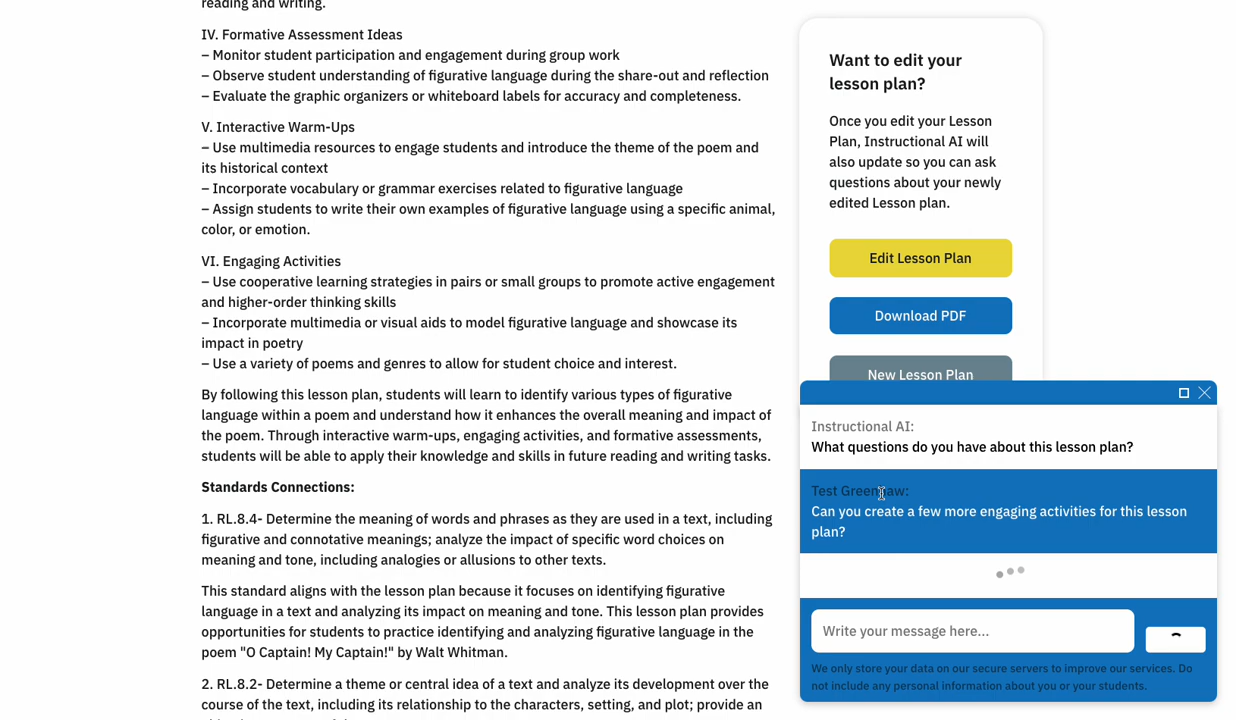 reading and writing.
IV. Formative Assessment Ideas
– Monitor student participation and engagement during group work
– Observe student understanding of figurative language during the share-out and reflection
– Evaluate the graphic organizers or whiteboard labels for accuracy and completeness.
V. Interactive Warm-Ups
– Use multimedia resources to engage students and introduce the theme of the poem and
its historical context
– Incorporate vocabulary or grammar exercises related to figurative language
– Assign students to write their own examples of figurative language using a specific animal,
color, or emotion.
VI. Engaging Activities
– Use cooperative learning strategies in pairs or small groups to promote active engagement
and higher-order thinking skills
– Incorporate multimedia or visual aids to model figurative language and showcase its
impact in poetry
– Use a variety of poems and genres to allow for student choice and interest.
By following this lesson plan, students will learn to identify various types of figurative
language within a poem and understand how it enhances the overall meaning and impact of
the poem. Through interactive warm-ups, engaging activities, and formative assessments,
students will be able to apply their knowledge and skills in future reading and writing tasks.
Standards Connections:
1. RL.8.4- Determine the meaning of words and phrases as they are used in a text, including
figurative and connotative meanings; analyze the impact of specific word choices on
meaning and tone, including analogies or allusions to other texts.
This standard aligns with the lesson plan because it focuses on identifying figurative
language in a text and analyzing its impact on meaning and tone. This lesson plan provides
opportunities for students to practice identifying and analyzing figurative language in the
poem "O Captain! My Captain!" by Walt Whitman.
2. RL.8.2- Determine a theme or central idea of a text and analyze its development over the
course of the text, including its relationship to the characters, setting, and plot; provide an
Want to edit your
lesson plan?
Once you edit your Lesson
Plan, Instructional AI will
also update so you can ask
questions about your newly
edited Lesson plan.
Edit Lesson Plan
Download PDF
New Lesson Plan
Instructional AI:
What questions do you have about this lesson plan?
Test Greenhaw:
Can you create a few more engaging activities for this lesson
plan?
Write your message here...
We only store your data on our secure servers to improve our services. Do
not include any personal information about you or your students.